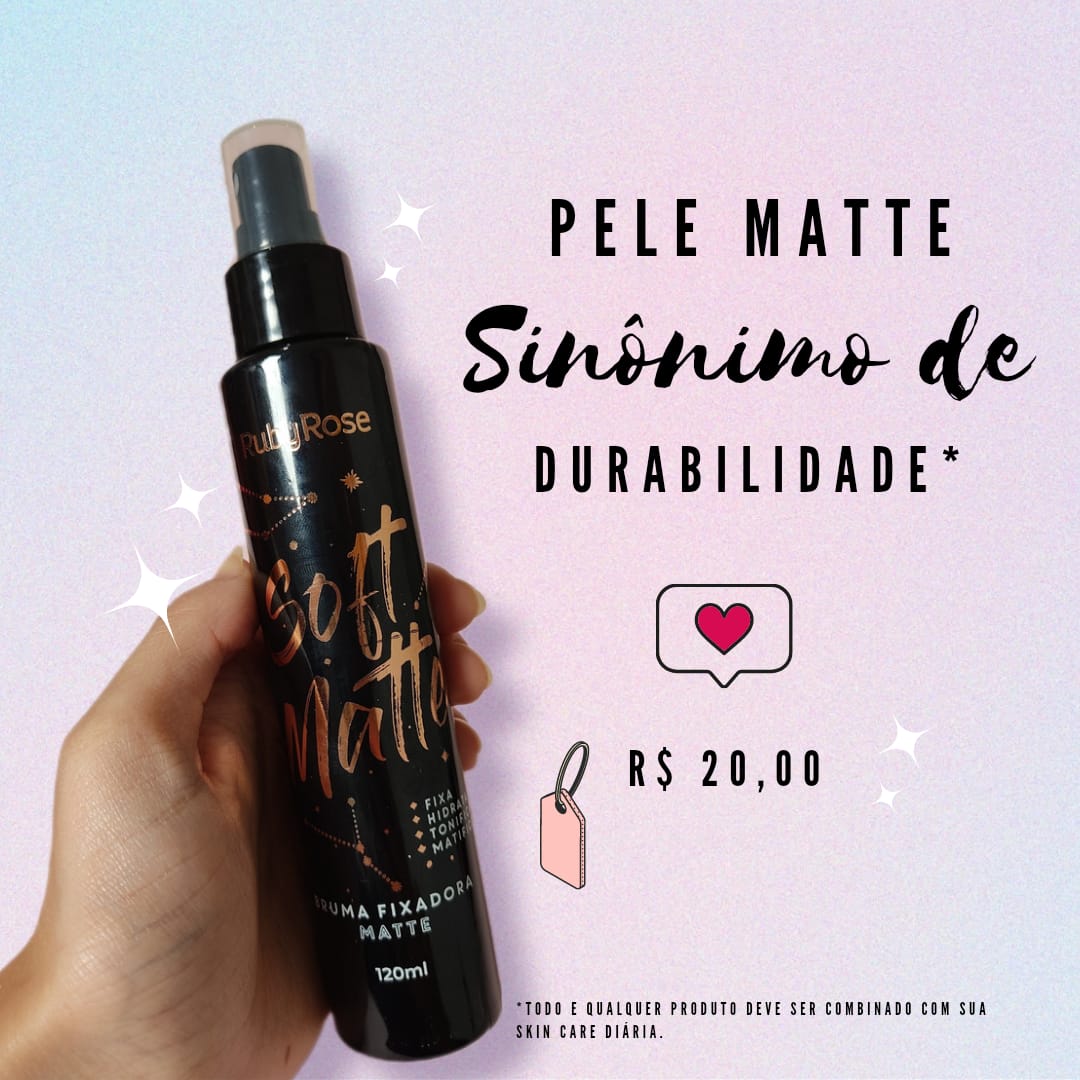 PELE MATTE
Sinônimo de
DURABILIDADE*
RubyRose
Soft
Matte
FIXA
BRUMA FIXADORA
MATTE
120ml
R$ 20,00
*TODO E QUALQUER PRODUTO DEVE SER COMBINADO COM SUA
SKIN CARE DIÁRIA.